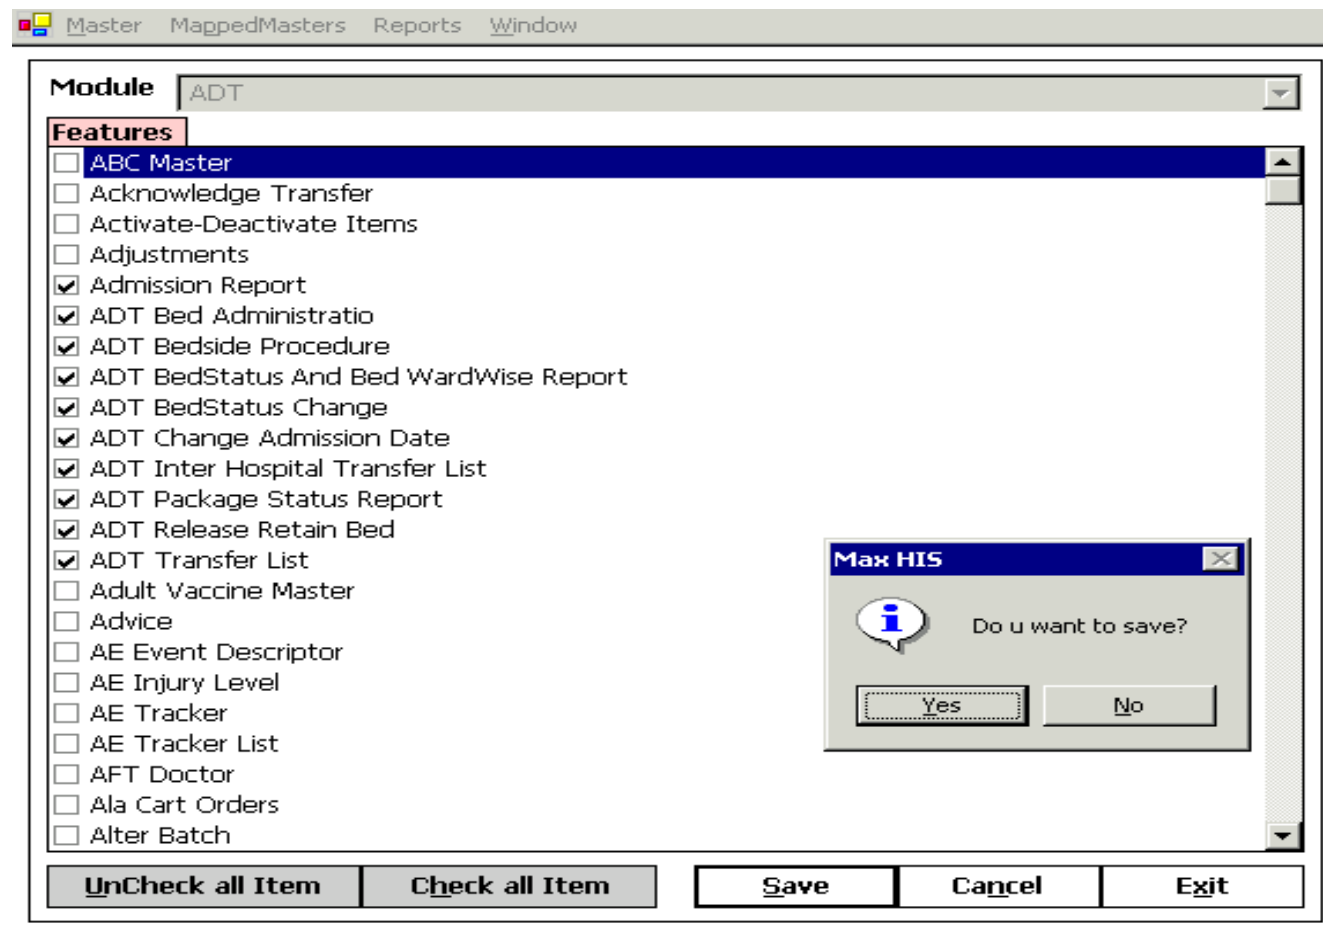 Master MappedMasters Reports Window
Module ADT
Features
ABC Master
Acknowledge Transfer
Activate-Deactivate Items
Adjustments
Admission Report
ADT Bed Administratio
ADT Bedside Procedure
ADT BedStatus And Bed WardWise Report
ADT BedStatus Change
ADT Change Admission Date
ADT Inter Hospital Transfer List
ADT Package Status Report
ADT Release Retain Bed
ADT Transfer List
Adult Vaccine Master
Advice
AE Event Descriptor
AE Injury Level
AE Tracker
AE Tracker List
AFT Doctor
Ala Cart Orders
Alter Batch
Max HIS
Do u want to save?
Yes No
UnCheck all Item Check all Item Save Cancel Exit